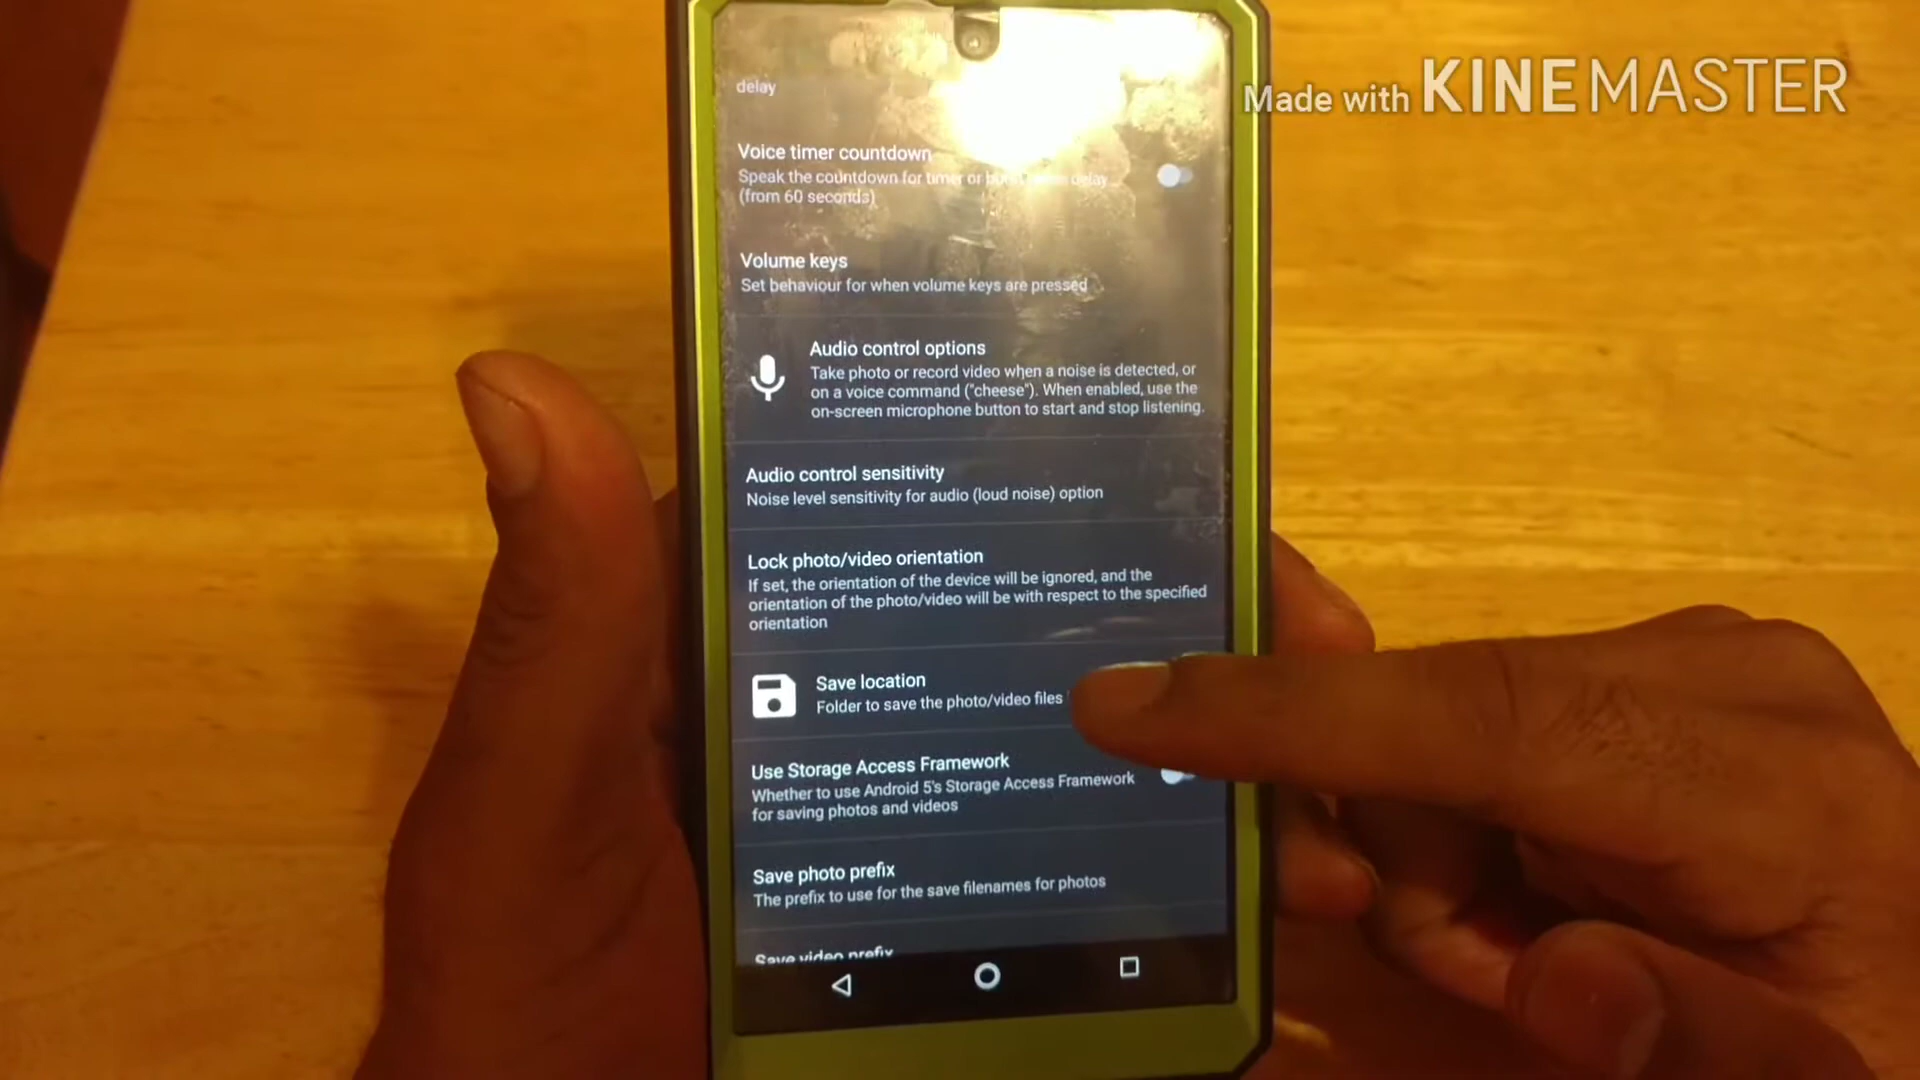 Made with KINEMASTER
delay
Voice timer countdown
Speak the countdown for timer or burst mode delay
(from 60 seconds)
Volume keys
Set behaviour for when volume keys are pressed
Audio control options
Take photo or record video when a noise is detected, or
on a voice command ("cheese"). When enabled, use the
on-screen microphone button to start and stop listening.
Audio control sensitivity
Noise level sensitivity for audio (loud noise) option
Lock photo/video orientation
If set, the orientation of the device will be ignored, and the
orientation of the photo/video will be with respect to the specified
orientation
Save location
Folder to save the photo/video files
Use Storage Access Framework
Whether to use Android 5's Storage Access Framework
for saving photos and videos
Save photo prefix
The prefix to use for the save filenames for photos
Save video prefix